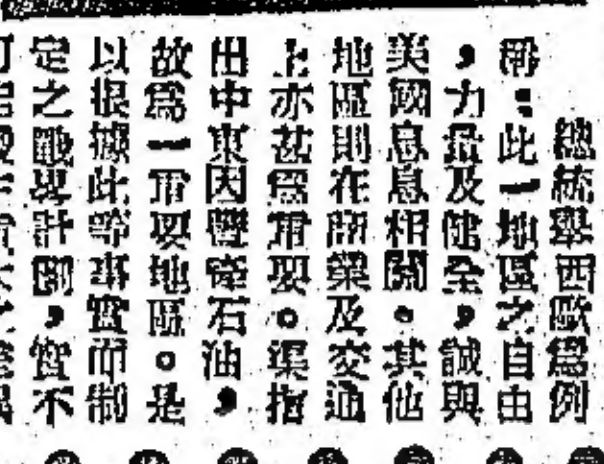 總統舉西歐爲例
稱：此一地區之自由
，力量及健全，誠與
美國息息相關。其他
地區則在商業及交通
上亦甚爲重要。渠指
出中東因豐產石油，
故爲一重要地區。是
以根據此等事實而制
定之戰略計劃，實不